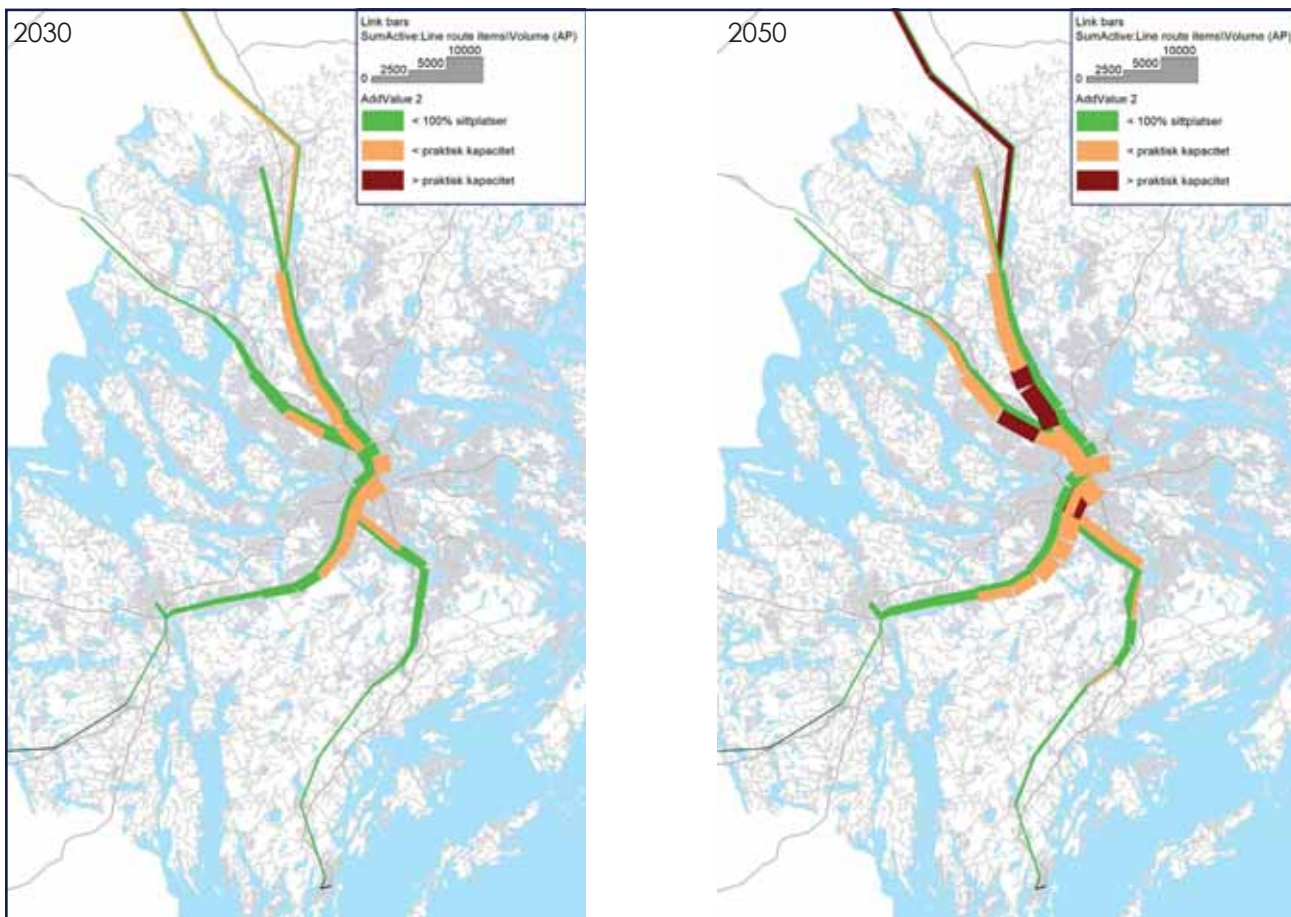 2030
Link bars
SumActive:Line route items\Volume (AP)
0 2500 5000 10000
AddValue 2
< 100% sittplatser
< praktisk kapacitet
> praktisk kapacitet
2050
Link bars
SumActive:Line route items\Volume (AP)
0 2500 5000 10000
AddValue 2
< 100% sittplatser
< praktisk kapacitet
> praktisk kapacitet